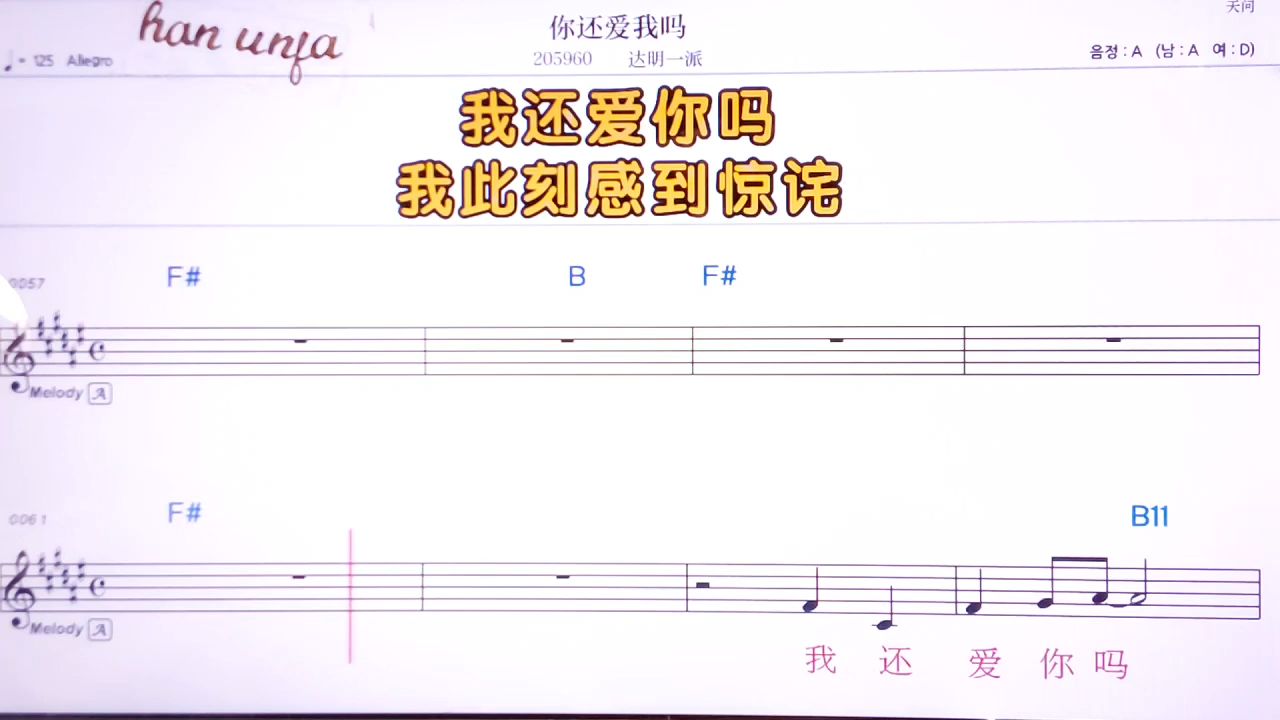 han unja
天问
你还爱我吗
♩= 125 Allegro
205960 达明一派
음정 : A (남 : A 여 : D)
我还爱你吗
我此刻感到惊诧
0057
F# B F#
Melody A
0061
F# B11
Melody A
我 还 爱 你 吗